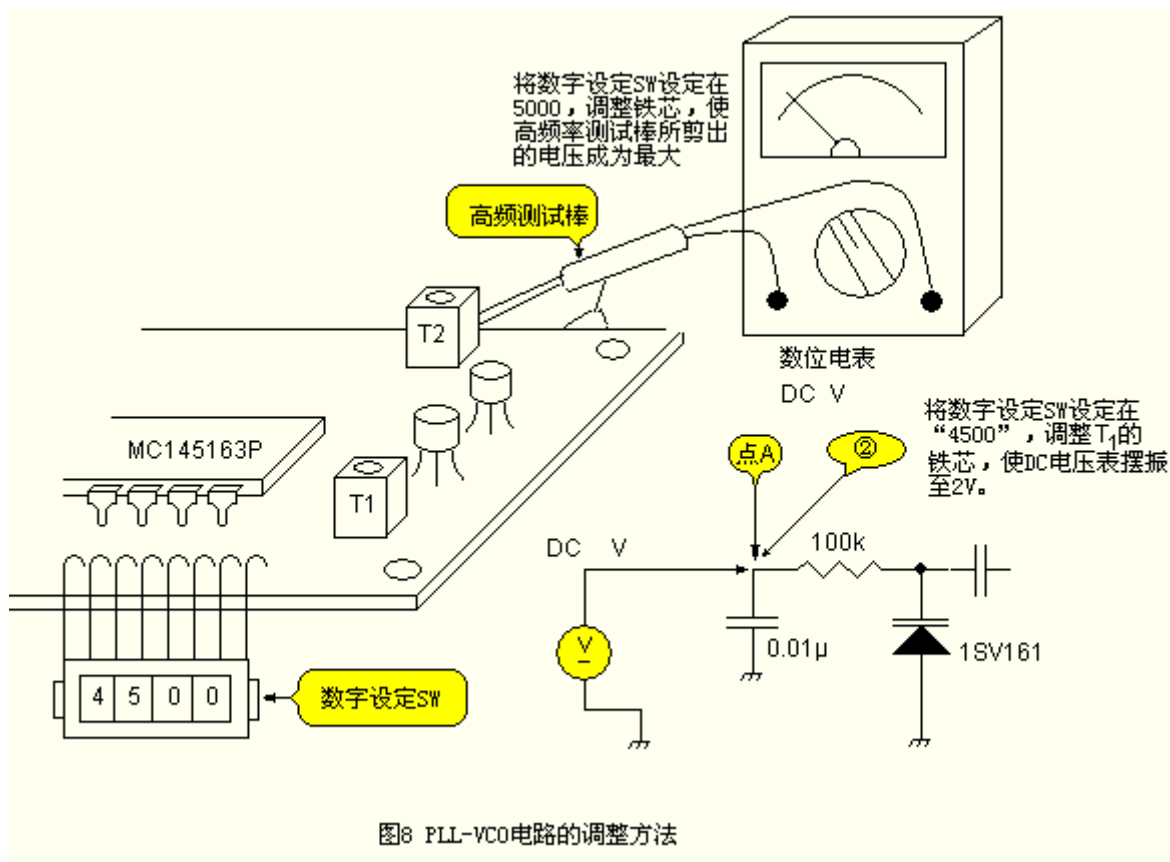 将数字设定SW设定在
5000，调整铁芯，使
高频率测试棒所剪出
的电压成为最大
高频测试棒
T2
数位电表
DC V
MC145163P
T1
将数字设定SW设定在
“4500”，调整T₁的
铁芯，使DC电压表摆振
至2V。
点A
②
DC V
100k
V
0.01μ
1SV161
4 5 0 0
数字设定SW
图8 PLL-VCO电路的调整方法